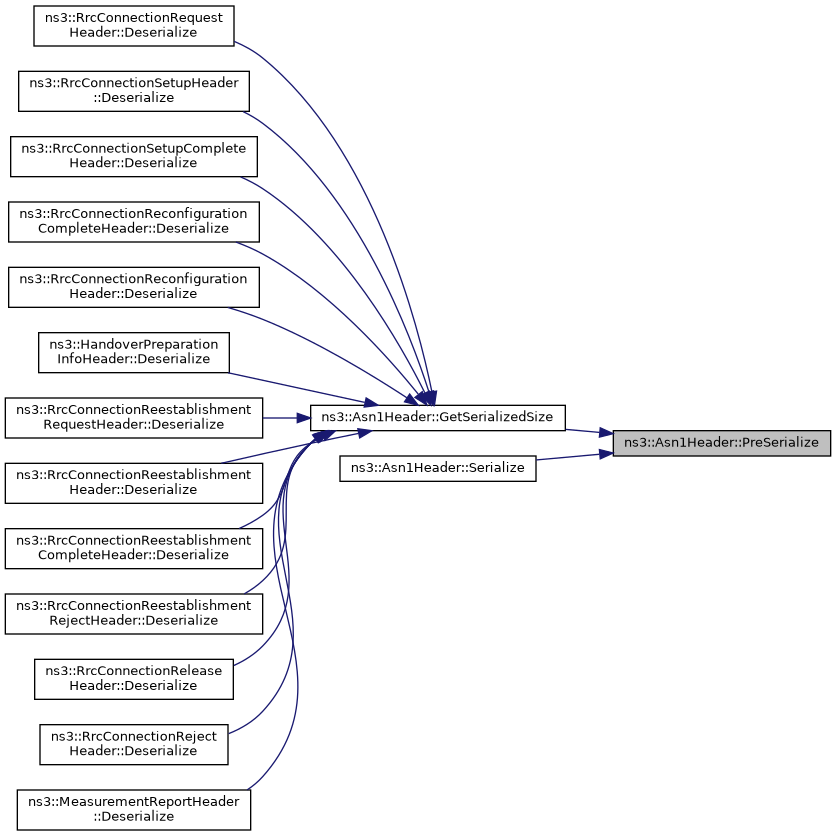 ns3::RrcConnectionRequest
Header::Deserialize
ns3::RrcConnectionSetupHeader
::Deserialize
ns3::RrcConnectionSetupComplete
Header::Deserialize
ns3::RrcConnectionReconfiguration
CompleteHeader::Deserialize
ns3::RrcConnectionReconfiguration
Header::Deserialize
ns3::HandoverPreparation
InfoHeader::Deserialize
ns3::RrcConnectionReestablishment
RequestHeader::Deserialize
ns3::RrcConnectionReestablishment
Header::Deserialize
ns3::RrcConnectionReestablishment
CompleteHeader::Deserialize
ns3::RrcConnectionReestablishment
RejectHeader::Deserialize
ns3::RrcConnectionRelease
Header::Deserialize
ns3::RrcConnectionReject
Header::Deserialize
ns3::MeasurementReportHeader
::Deserialize
ns3::Asn1Header::GetSerializedSize
ns3::Asn1Header::Serialize
ns3::Asn1Header::PreSerialize